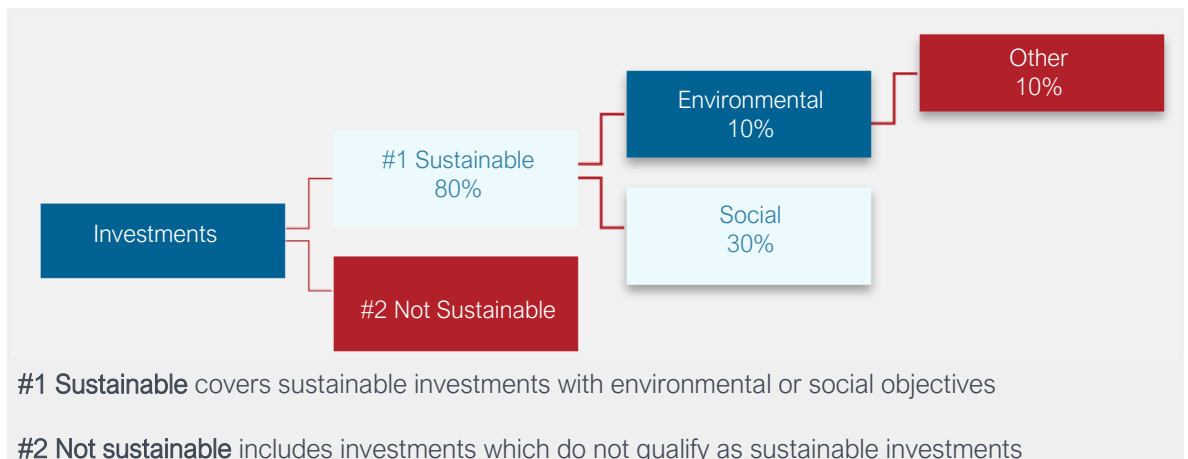 Other
10%
Environmental
10%
#1 Sustainable
80%
Social
30%
Investments
#2 Not Sustainable
#1 Sustainable covers sustainable investments with environmental or social objectives
#2 Not sustainable includes investments which do not qualify as sustainable investments